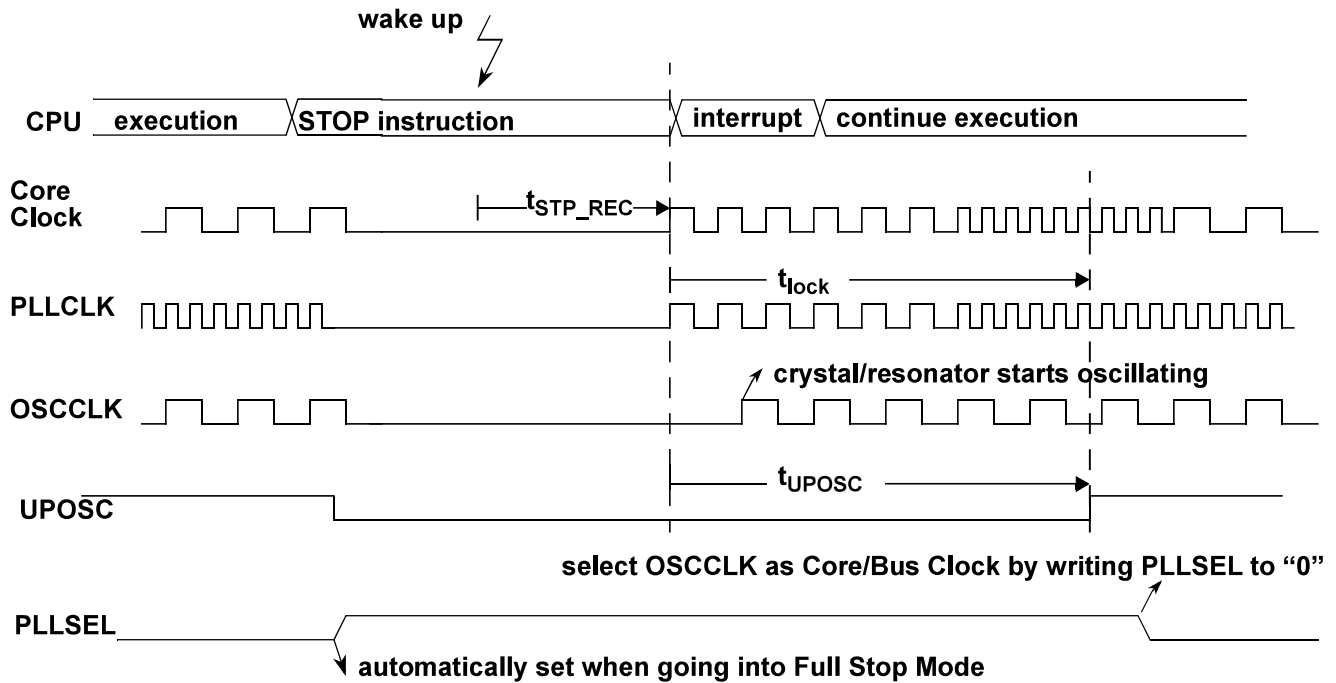 wake up
CPU execution STOP instruction interrupt continue execution
Core
Clock
tSTP_REC
tlock
PLLCLK
crystal/resonator starts oscillating
OSCCLK
tUPOSC
UPOSC
select OSCCLK as Core/Bus Clock by writing PLLSEL to “0”
PLLSEL
automatically set when going into Full Stop Mode